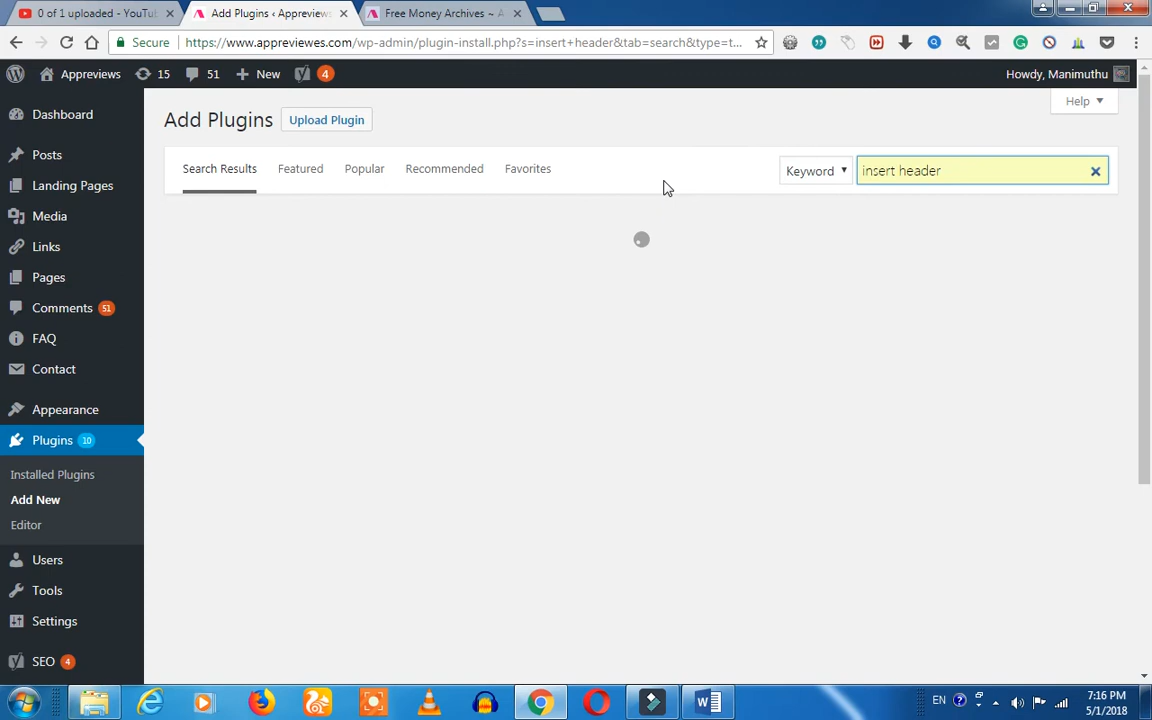 0 of 1 uploaded - YouTu
Add Plugins ‹ Appreviews
Free Money Archives ~ A
Secure
https://www.appreviewes.com/wp-admin/plugin-install.php?s=insert+header&tab=search&type=t...
Appreviews
15
51
New
4
Howdy, Manimuthu
Help
Dashboard
Posts
Landing Pages
Media
Links
Pages
Comments 51
FAQ
Contact
Appearance
Plugins 10
Installed Plugins
Add New
Editor
Users
Tools
Settings
SEO 4
Add Plugins
Upload Plugin
Search Results
Featured
Popular
Recommended
Favorites
Keyword
insert header
EN
7:16 PM
5/1/2018